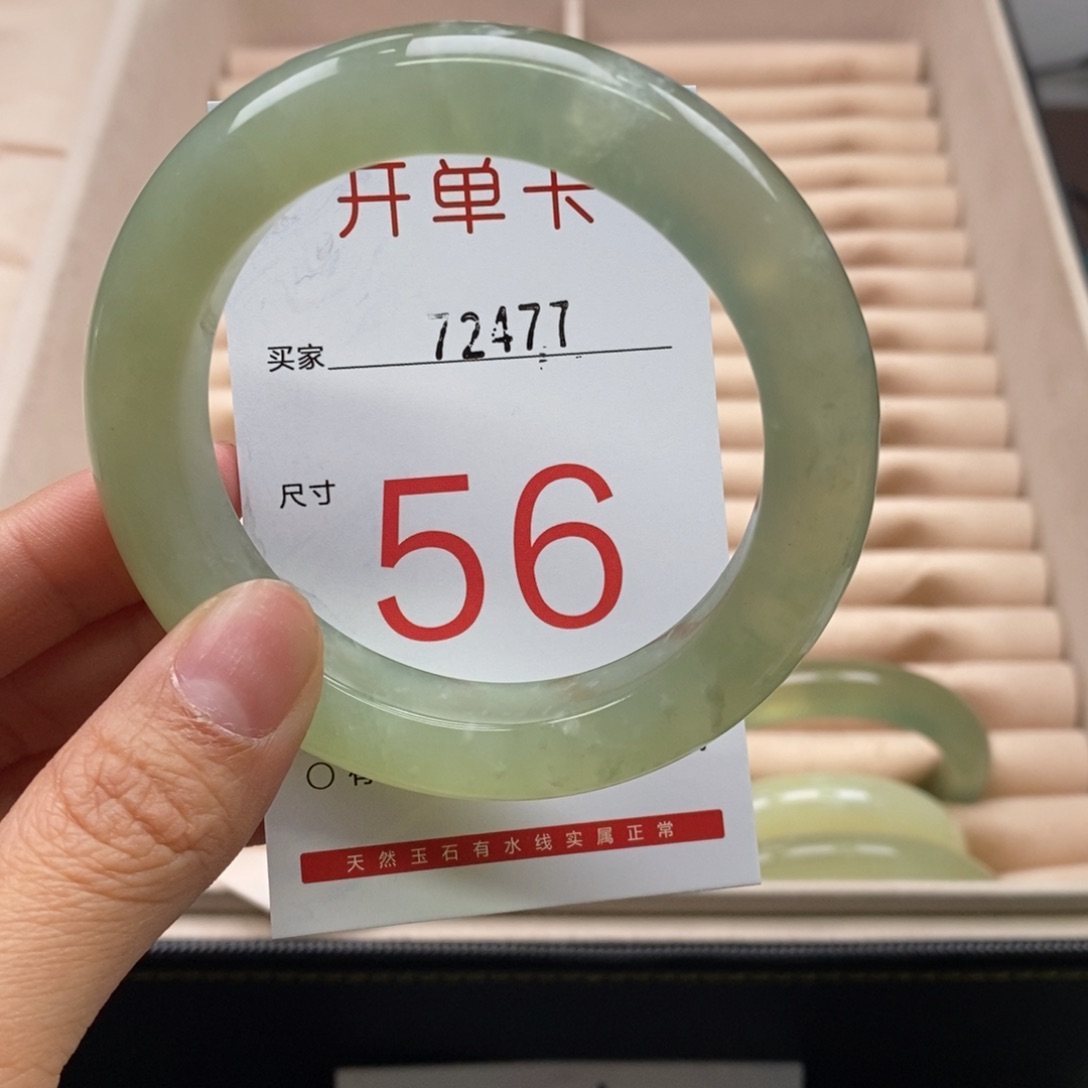 开单卡
买家 72477
尺寸 56
天然玉石有水线实属正常